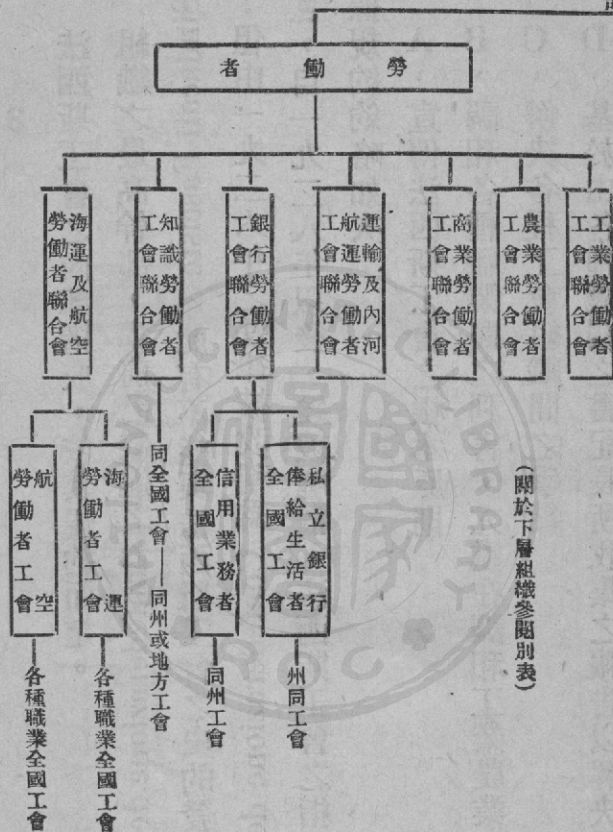 勞働者
工業勞働者
工會聯合會
農業勞働者
工會聯合會
商業勞働者
工會聯合會
運輸及內河
航運勞働者
工會聯合會
銀行勞働者
工會聯合會
知識勞働者
工會聯合會
海運及航空
勞働者聯合會
(關於下層組織參閱別表)
私立銀行
俸給生活者
全國工會
州同工會
信用業務者
全國工會
同州工會
同全國工會——同州或地方工會
海運
勞働者工會
各種職業全國工會
航空
勞働者工會
各種職業全國工會